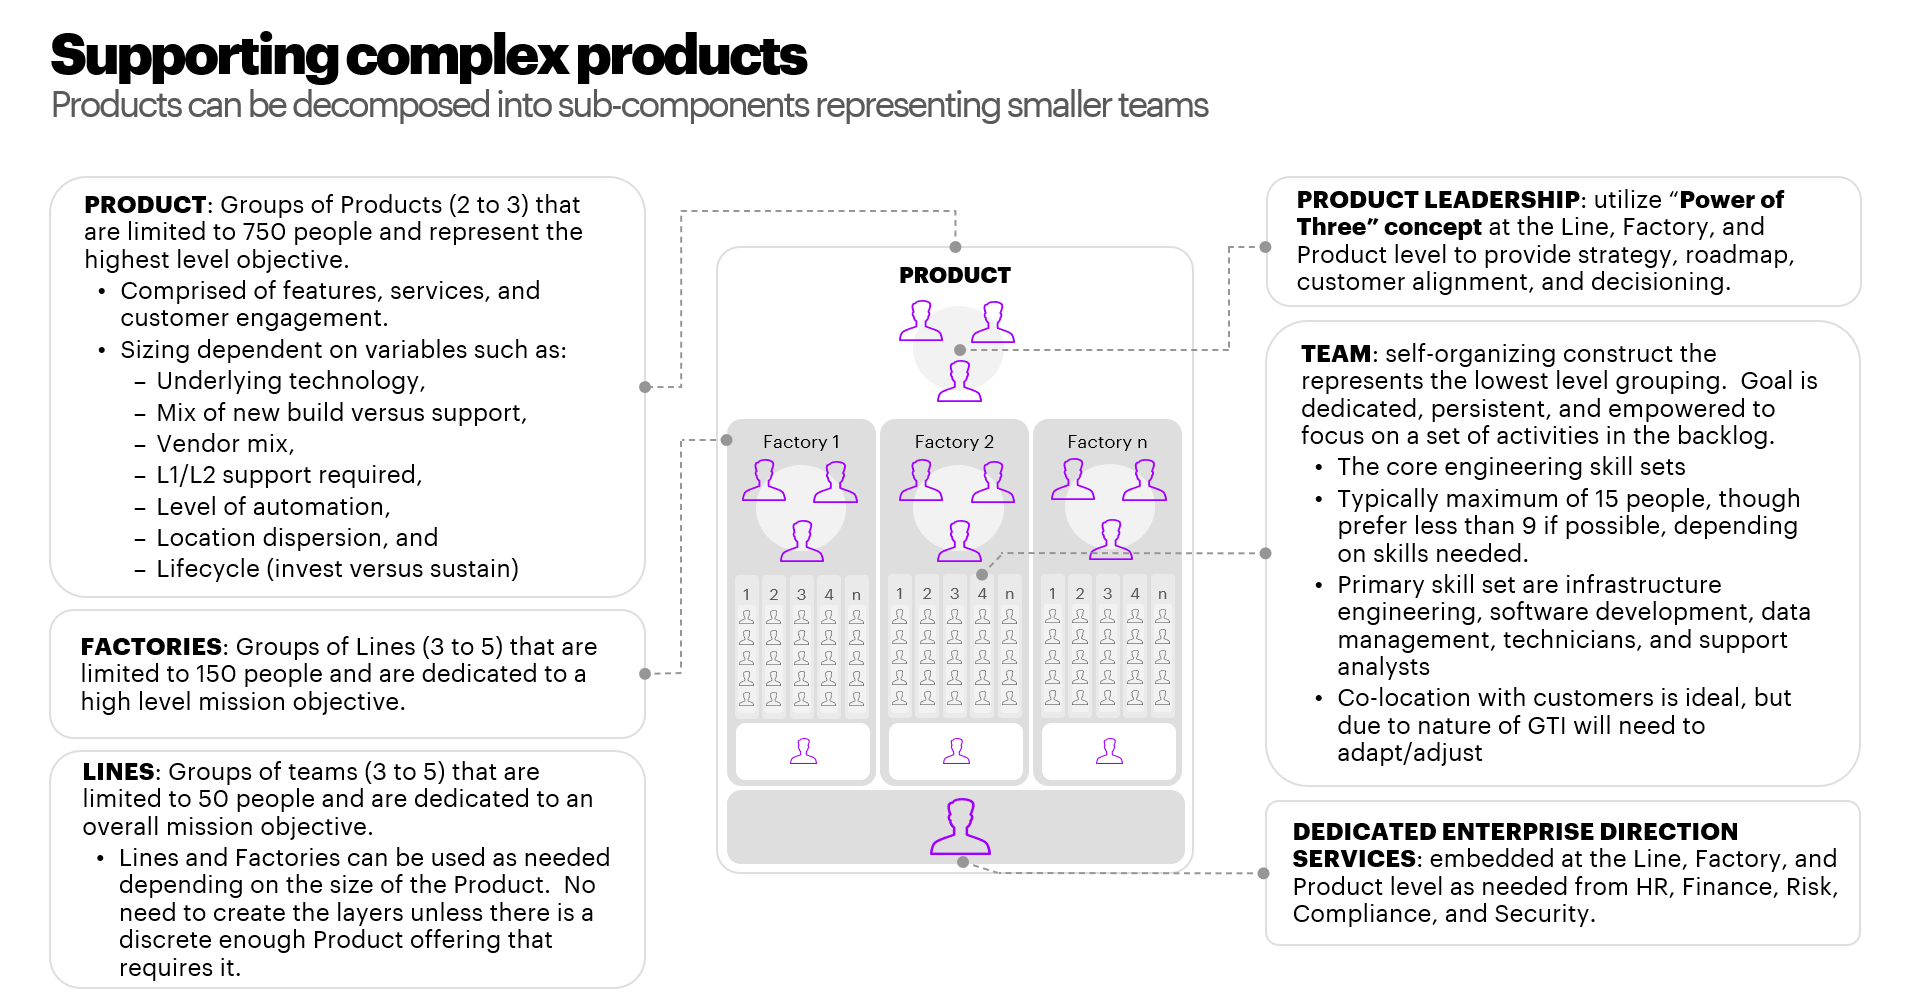 Supporting complex products
Products can be decomposed into sub-components representing smaller teams
PRODUCT: Groups of Products (2 to 3) that
are limited to 750 people and represent the
highest level objective.
• Comprised of features, services, and
customer engagement.
• Sizing dependent on variables such as:
– Underlying technology,
– Mix of new build versus support,
– Vendor mix,
– L1/L2 support required,
– Level of automation,
– Location dispersion, and
– Lifecycle (invest versus sustain)
FACTORIES: Groups of Lines (3 to 5) that are
limited to 150 people and are dedicated to a
high level mission objective.
LINES: Groups of teams (3 to 5) that are
limited to 50 people and are dedicated to an
overall mission objective.
• Lines and Factories can be used as needed
depending on the size of the Product.  No
need to create the layers unless there is a
discrete enough Product offering that
requires it.
PRODUCT
Factory 1
Factory 2
Factory n
1 2 3 4 n
1 2 3 4 n
1 2 3 4 n
PRODUCT LEADERSHIP: utilize “Power of
Three” concept at the Line, Factory, and
Product level to provide strategy, roadmap,
customer alignment, and decisioning.
TEAM: self-organizing construct the
represents the lowest level grouping.  Goal is
dedicated, persistent, and empowered to
focus on a set of activities in the backlog.
• The core engineering skill sets
• Typically maximum of 15 people, though
prefer less than 9 if possible, depending
on skills needed.
• Primary skill set are infrastructure
engineering, software development, data
management, technicians, and support
analysts
• Co-location with customers is ideal, but
due to nature of GTI will need to
adapt/adjust
DEDICATED ENTERPRISE DIRECTION
SERVICES: embedded at the Line, Factory, and
Product level as needed from HR, Finance, Risk,
Compliance, and Security.